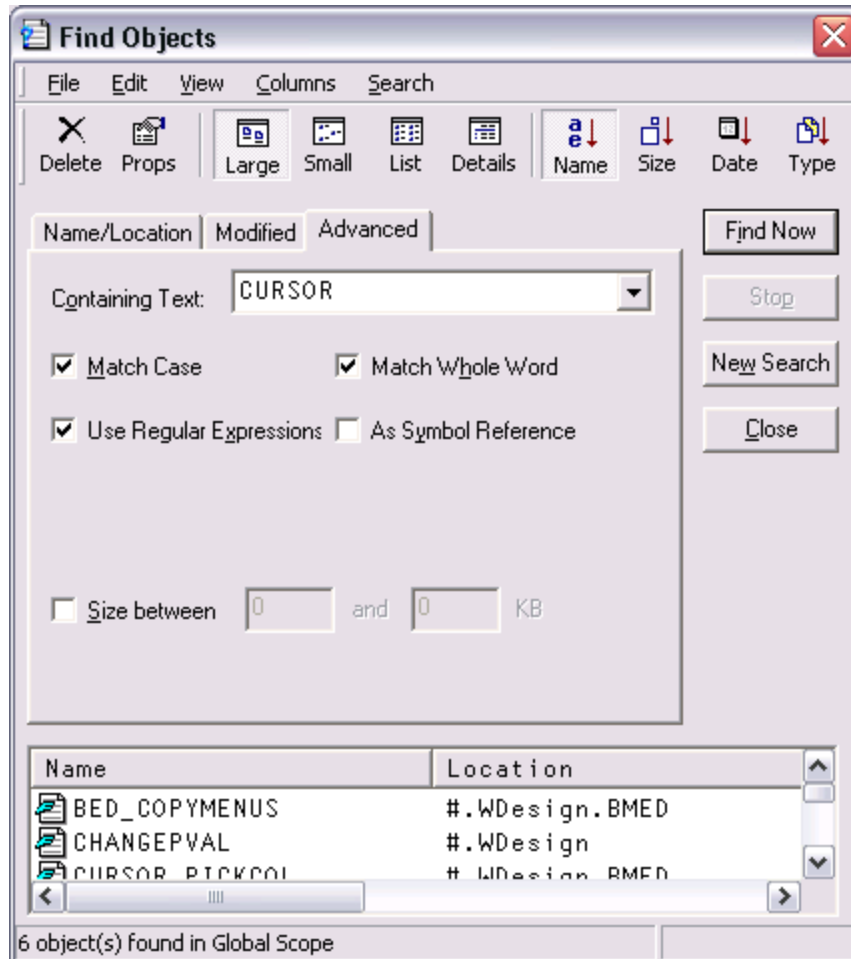 Find Objects
File Edit View Columns Search
Delete Props Large Small List Details Name Size Date Type
Name/Location Modified Advanced Find Now
Containing Text: CURSOR Stop
Match Case Match Whole Word New Search
Use Regular Expressions As Symbol Reference Close
Size between 0 and 0 KB
Name Location
BED_COPYMENUS #.WDesign.BMED
CHANGEPVAL #.WDesign
CURSOR_PICKCOL #.WDesign.BMED
6 object(s) found in Global Scope